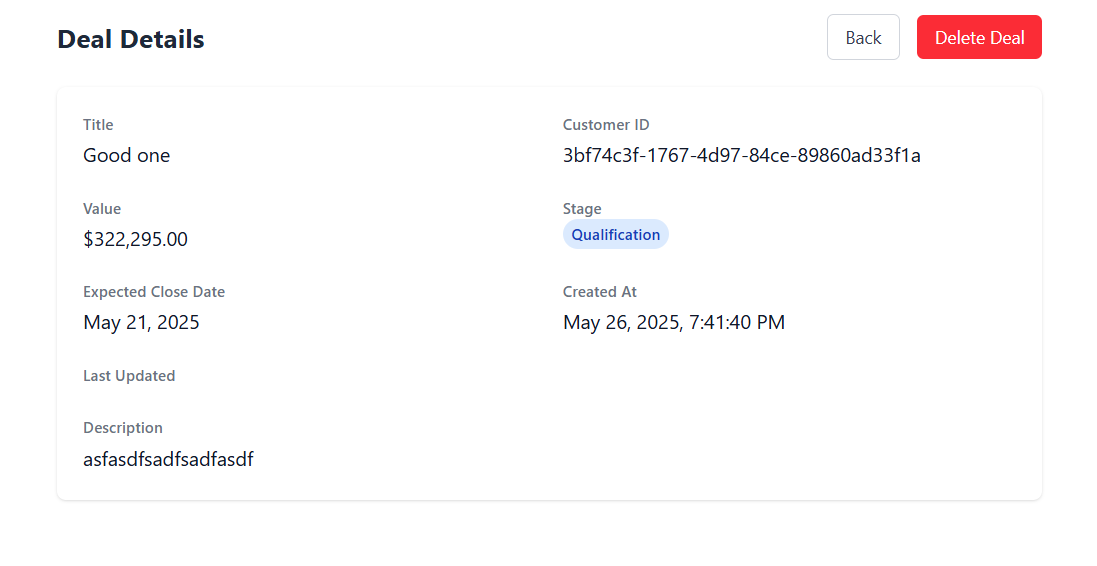 Deal Details
Back
Delete Deal
Title
Good one
Customer ID
3bf74c3f-1767-4d97-84ce-89860ad33f1a
Value
$322,295.00
Stage
Qualification
Expected Close Date
May 21, 2025
Created At
May 26, 2025, 7:41:40 PM
Last Updated
Description
asfasdfsadfsadfasdf